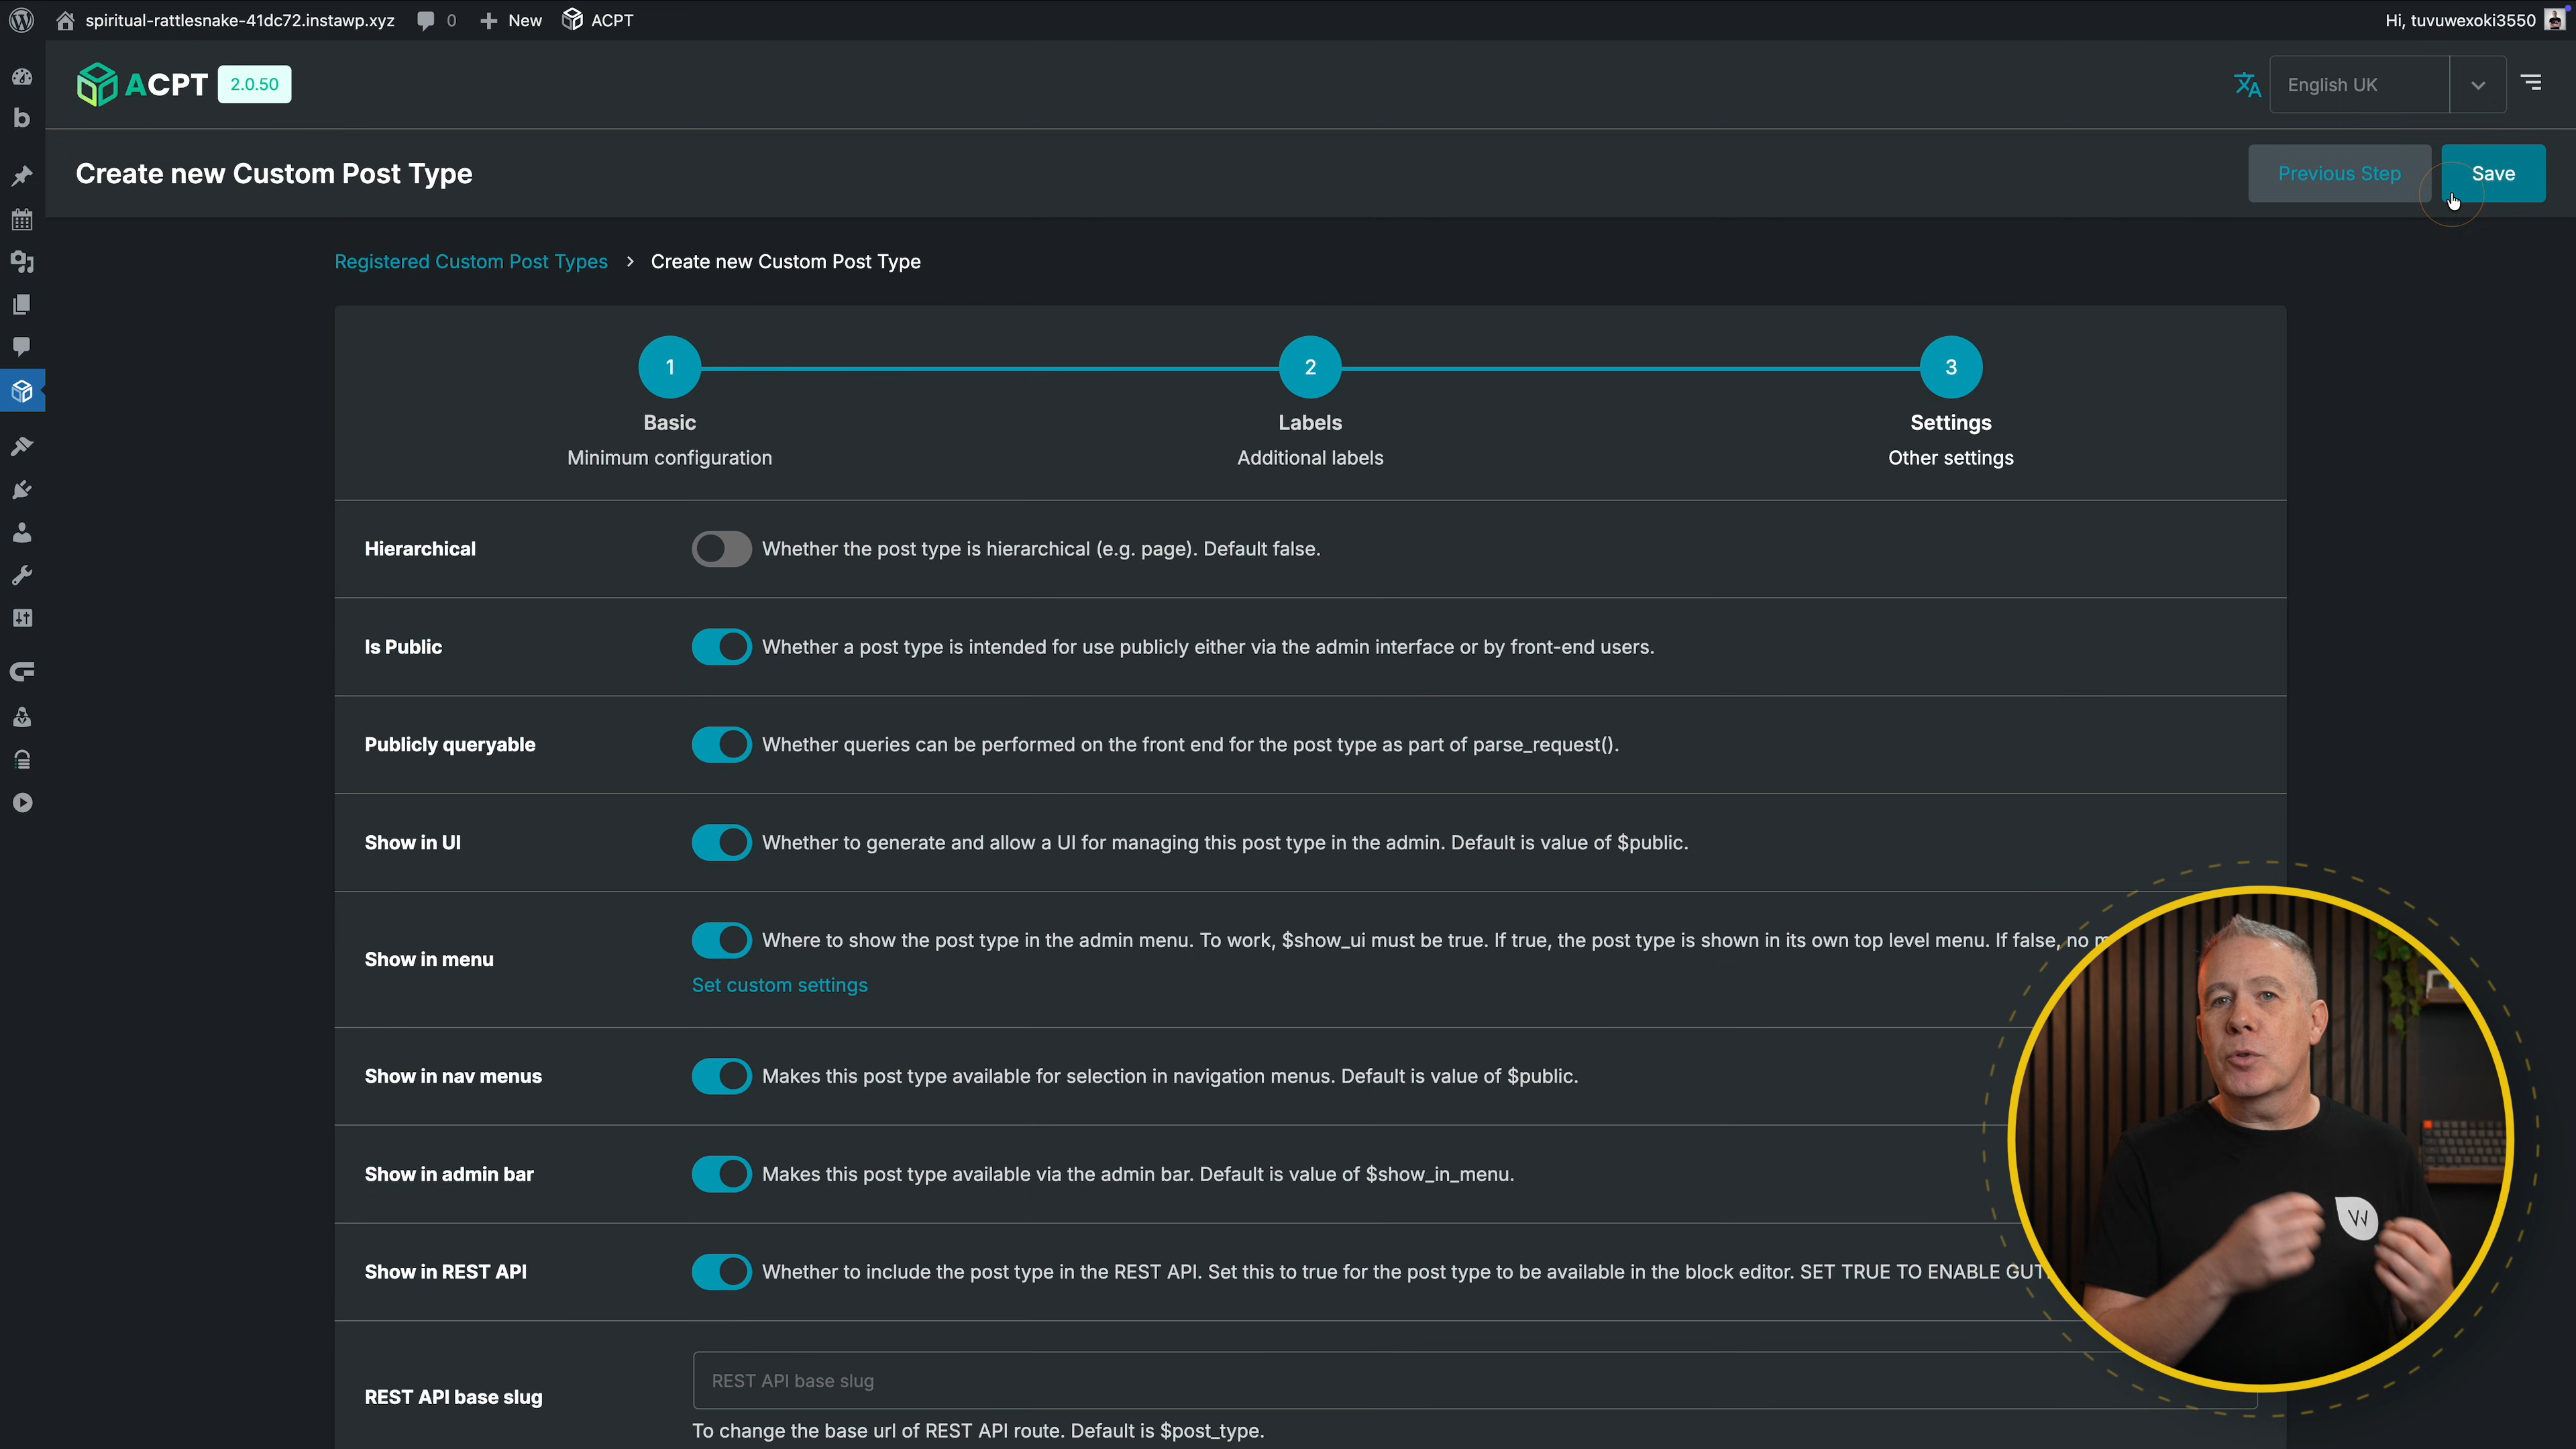 spiritual-rattlesnake-41dc72.instawp.xyz 0 New ACPT Hi, tuvuwexoki3550
ACPT 2.0.50 English UK
Create new Custom Post Type Previous Step Save
Registered Custom Post Types > Create new Custom Post Type
1 2 3
Basic Labels Settings
Minimum configuration Additional labels Other settings
Hierarchical Whether the post type is hierarchical (e.g. page). Default false.
Is Public Whether a post type is intended for use publicly either via the admin interface or by front-end users.
Publicly queryable Whether queries can be performed on the front end for the post type as part of parse_request().
Show in UI Whether to generate and allow a UI for managing this post type in the admin. Default is value of $public.
Show in menu Where to show the post type in the admin menu. To work, $show_ui must be true. If true, the post type is shown in its own top level menu. If false, no
Set custom settings
Show in nav menus Makes this post type available for selection in navigation menus. Default is value of $public.
Show in admin bar Makes this post type available via the admin bar. Default is value of $show_in_menu.
Show in REST API Whether to include the post type in the REST API. Set this to true for the post type to be available in the block editor. SET TRUE TO ENABLE GUT
REST API base slug REST API base slug
To change the base url of REST API route. Default is $post_type.
W